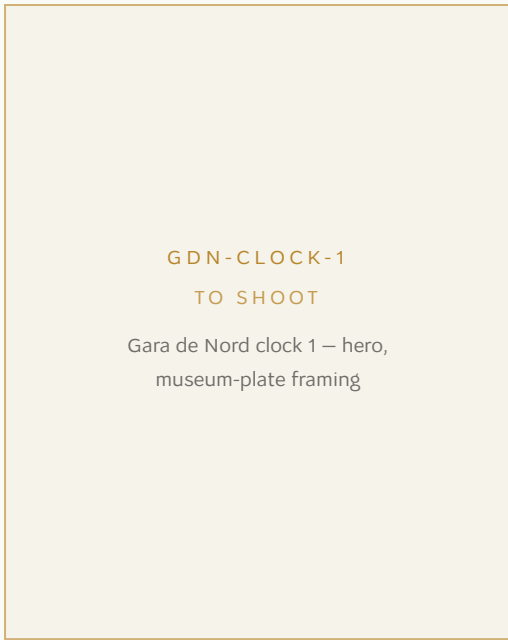 GDN-CLOCK-1
TO SHOOT
Gara de Nord clock 1 — hero,
museum-plate framing